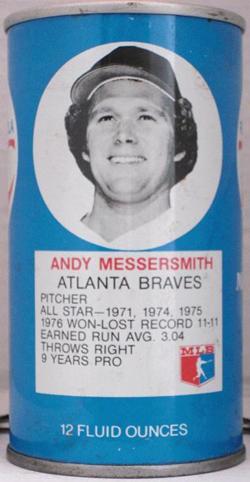 ANDY MESSERSMITH
ATLANTA BRAVES
PITCHER
ALL STAR—1971, 1974, 1975
1976 WON-LOST RECORD 11-11
EARNED RUN AVG. 3.04
THROWS RIGHT
9 YEARS PRO
MLB
12 FLUID OUNCES